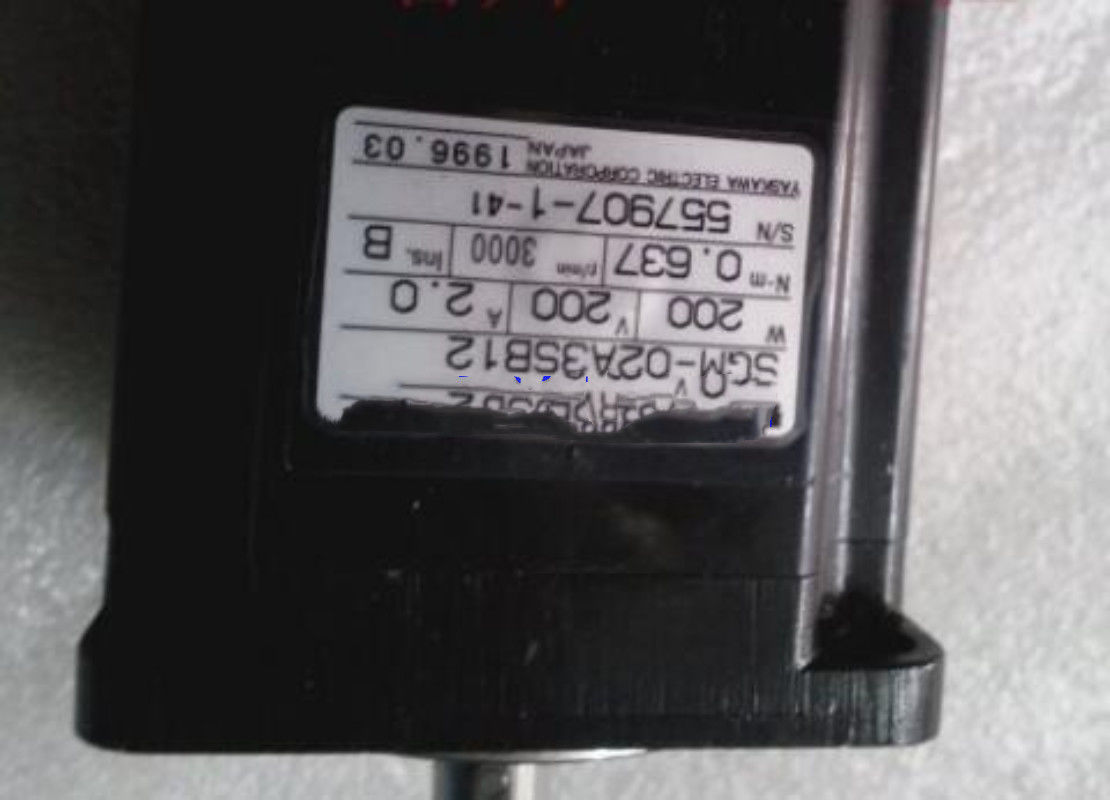 SGM-02A3SB12
W 200 V 200 A 2.0
N·m 0.637 r/min 3000 Ins. B
S/N 557907-1-41
YASKAWA ELECTRIC CORPORATION JAPAN 1996.03